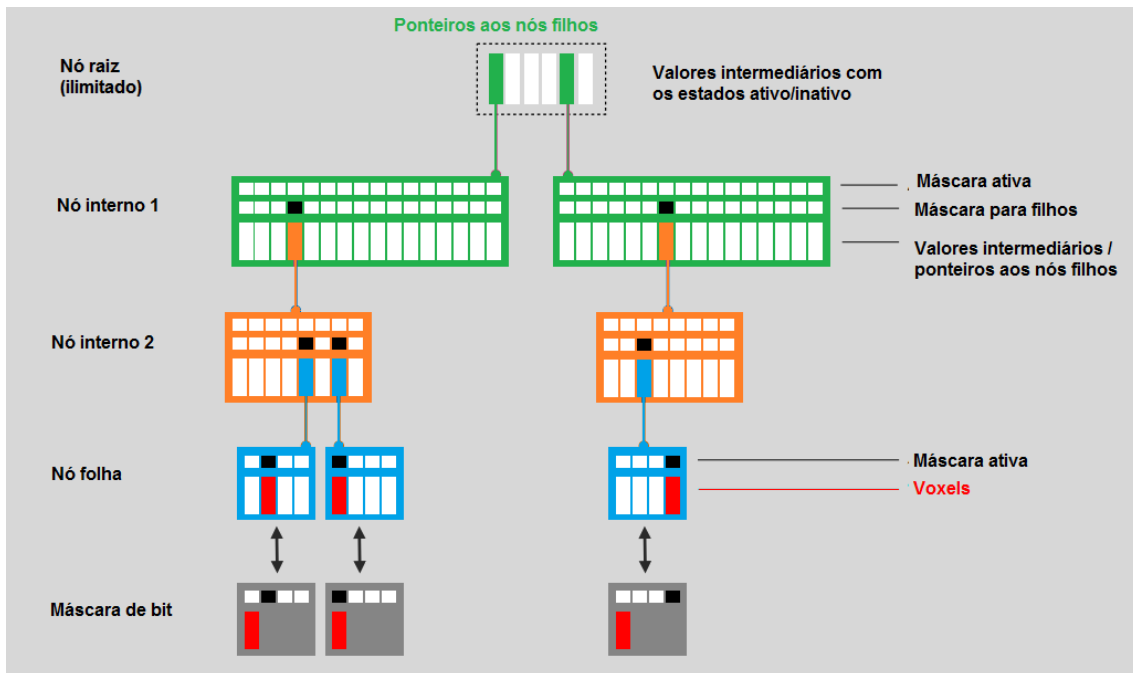 Ponteiros aos nós filhos
Nó raiz
(ilimitado)
Valores intermediários com
os estados ativo/inativo
Nó interno 1
Máscara ativa
Máscara para filhos
Valores intermediários /
ponteiros aos nós filhos
Nó interno 2
Nó folha
Máscara ativa
Voxels
Máscara de bit